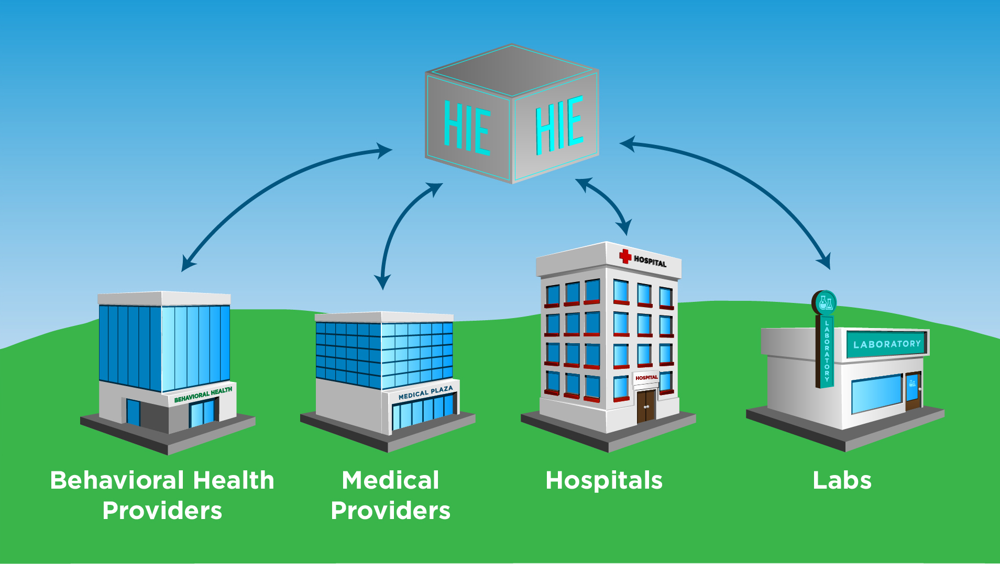 HIE
HIE
HOSPITAL
LABORATORY
LABORATORY
HOSPITAL
BEHAVIORAL HEALTH
MEDICAL PLAZA
Behavioral Health
Providers
Medical
Providers
Hospitals
Labs